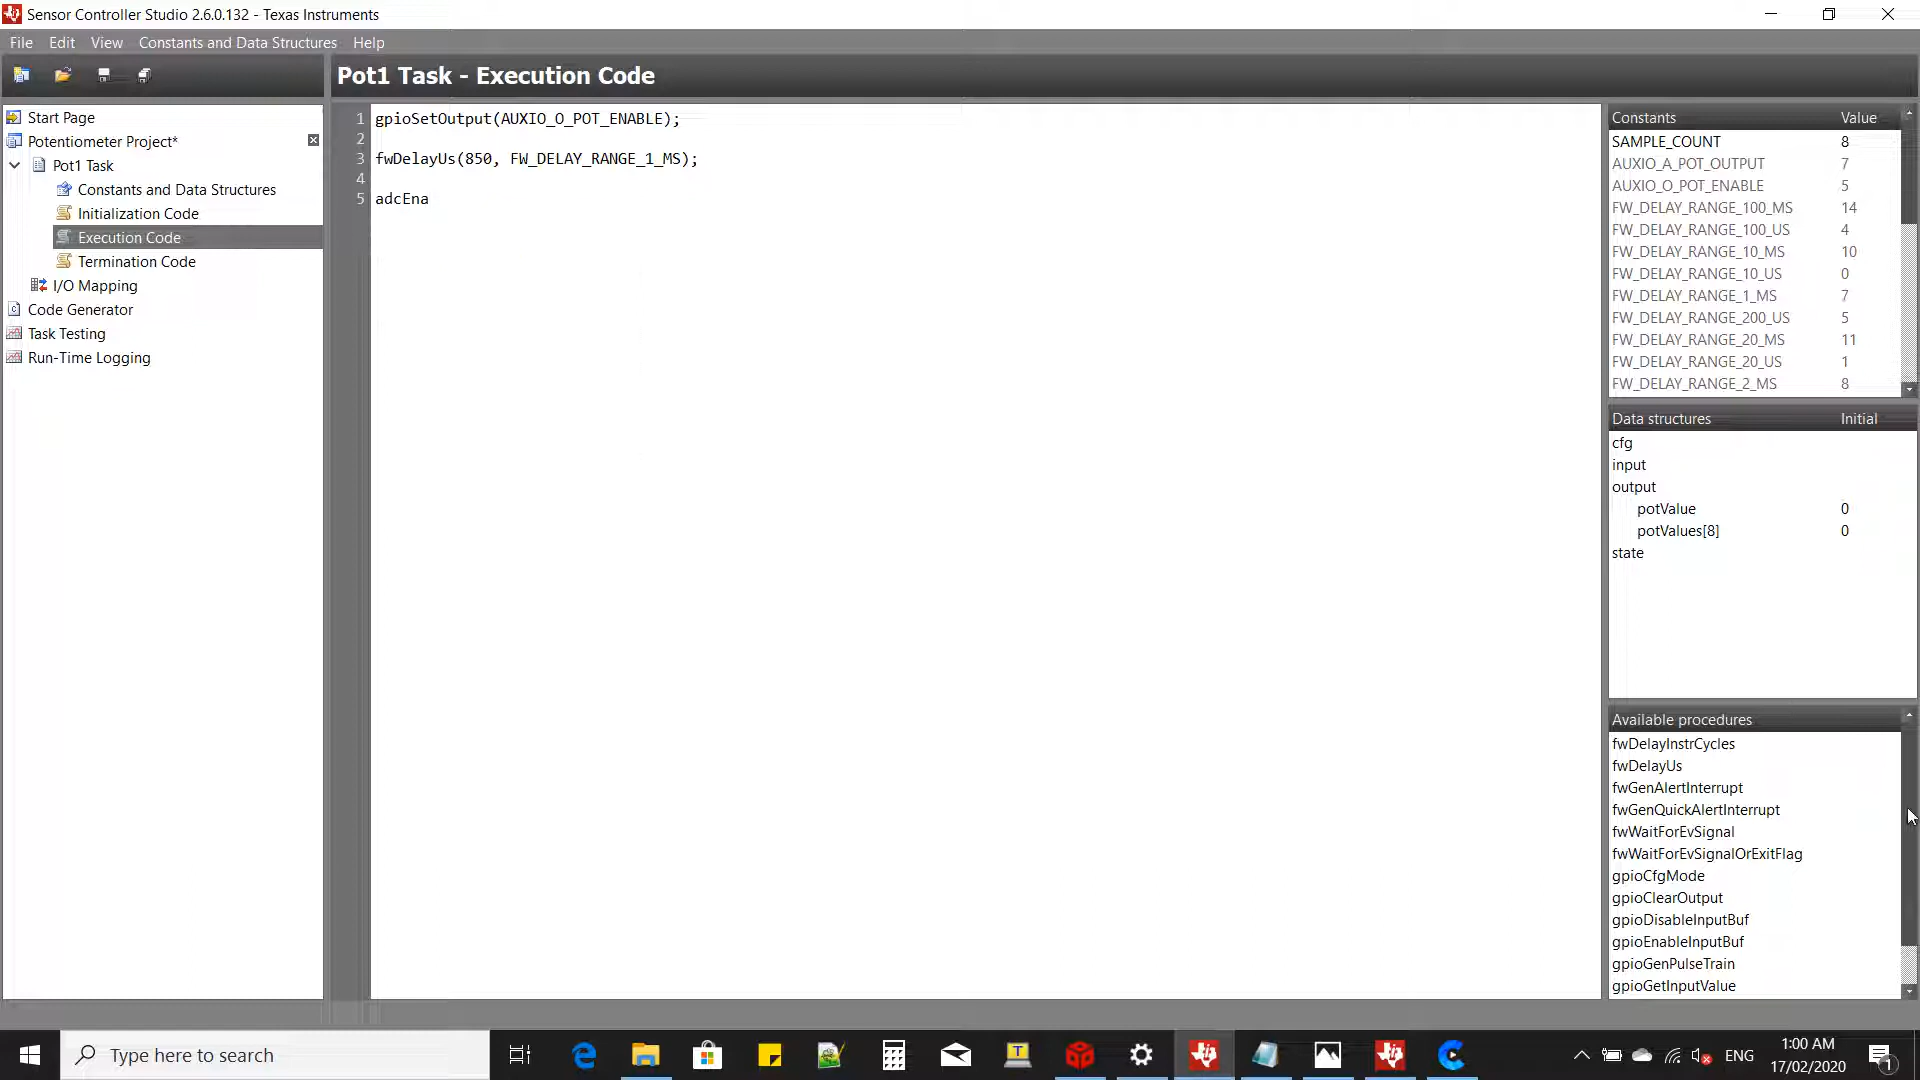 Sensor Controller Studio 2.6.0.132 - Texas Instruments
File Edit View Constants and Data Structures Help
Pot1 Task - Execution Code
Start Page
Potentiometer Project*
Pot1 Task
Constants and Data Structures
Initialization Code
Execution Code
Termination Code
I/O Mapping
Code Generator
Task Testing
Run-Time Logging
1 gpioSetOutput(AUXIO_O_POT_ENABLE);
2
3 fwDelayUs(850, FW_DELAY_RANGE_1_MS);
4
5 adcEna
Constants Value
SAMPLE_COUNT 8
AUXIO_A_POT_OUTPUT 7
AUXIO_O_POT_ENABLE 5
FW_DELAY_RANGE_100_MS 14
FW_DELAY_RANGE_100_US 4
FW_DELAY_RANGE_10_MS 10
FW_DELAY_RANGE_10_US 0
FW_DELAY_RANGE_1_MS 7
FW_DELAY_RANGE_200_US 5
FW_DELAY_RANGE_20_MS 11
FW_DELAY_RANGE_20_US 1
FW_DELAY_RANGE_2_MS 8
Data structures Initial
cfg
input
output
potValue 0
potValues[8] 0
state
Available procedures
fwDelayInstrCycles
fwDelayUs
fwGenAlertInterrupt
fwGenQuickAlertInterrupt
fwWaitForEvSignal
fwWaitForEvSignalOrExitFlag
gpioCfgMode
gpioClearOutput
gpioDisableInputBuf
gpioEnableInputBuf
gpioGenPulseTrain
gpioGetInputValue
Type here to search
ENG
1:00 AM
17/02/2020
1